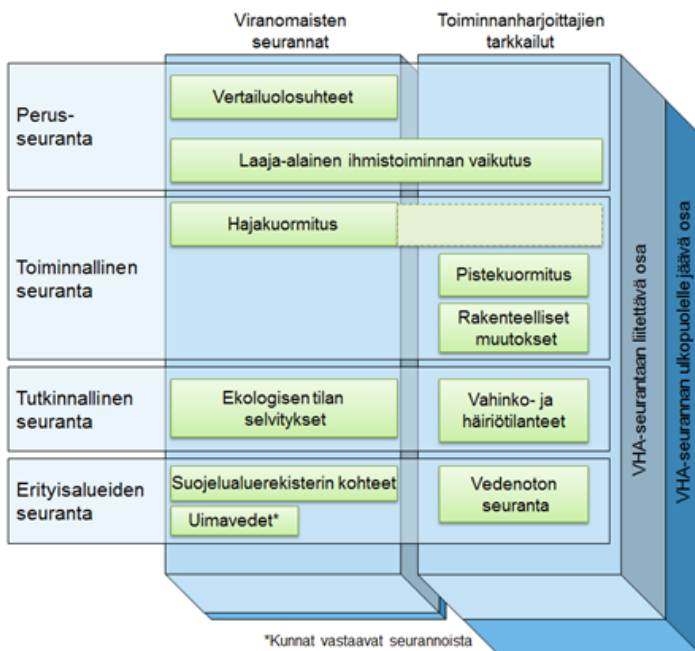 Viranomaisten
seurannat
Toiminnanharjoittajien
tarkkailut
Perus-
seuranta
Vertailuolosuhteet
Laaja-alainen ihmistoiminnan vaikutus
Toiminnallinen
seuranta
Hajakuormitus
Pistekuormitus
Rakenteelliset
muutokset
Tutkinnallinen
seuranta
Ekologisen tilan
selvitykset
Vahinko- ja
häiriötilanteet
Erityisalueiden
seuranta
Suojelualuerekisterin kohteet
Uimavedet*
Vedenoton
seuranta
VHA-seurantaan liitettävä osa
VHA-seurannan ulkopuolelle jäävä osa
*Kunnat vastaavat seurannoista